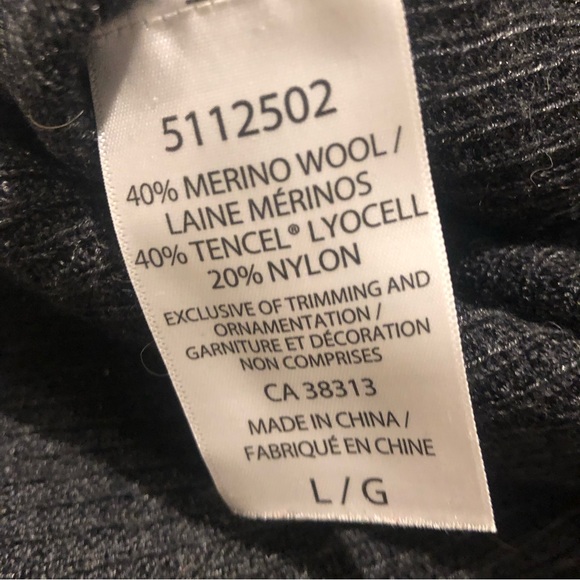 5112502
40% MERINO WOOL /
LAINE MÉRINOS
40% TENCEL® LYOCELL
20% NYLON
EXCLUSIVE OF TRIMMING AND
ORNAMENTATION /
GARNITURE ET DÉCORATION
NON COMPRISES
CA 38313
MADE IN CHINA /
FABRIQUÉ EN CHINE
L / G